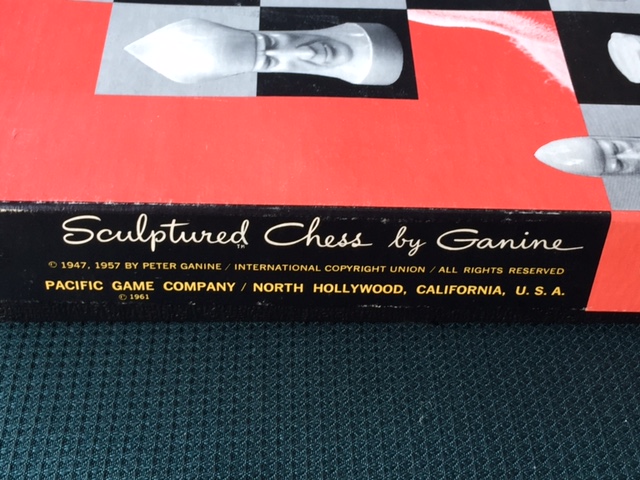 Sculptured™ Chess by Ganine
© 1947, 1957 BY PETER GANINE / INTERNATIONAL COPYRIGHT UNION / ALL RIGHTS RESERVED
PACIFIC GAME COMPANY / NORTH HOLLYWOOD, CALIFORNIA, U. S. A.
© 1961